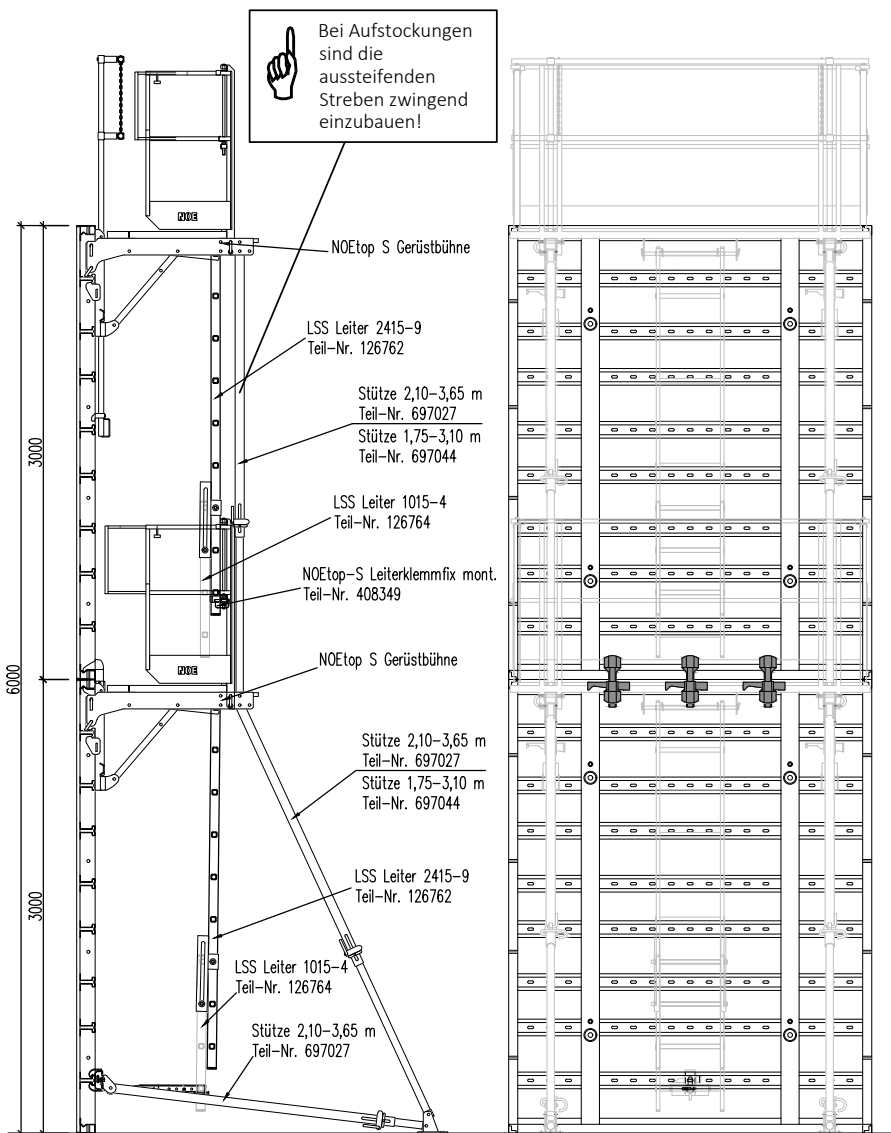 Bei Aufstockungen
sind die
aussteifenden
Streben zwingend
einzubauen!
NOE
NOEtop S Gerüstbühne
LSS Leiter 2415-9
Teil-Nr. 126762
Stütze 2,10-3,65 m
Teil-Nr. 697027
Stütze 1,75-3,10 m
Teil-Nr. 697044
3000
LSS Leiter 1015-4
Teil-Nr. 126764
NOEtop-S Leiterklemmfix mont.
Teil-Nr. 408349
NOE
NOEtop S Gerüstbühne
6000
Stütze 2,10-3,65 m
Teil-Nr. 697027
Stütze 1,75-3,10 m
Teil-Nr. 697044
3000
LSS Leiter 2415-9
Teil-Nr. 126762
LSS Leiter 1015-4
Teil-Nr. 126764
Stütze 2,10-3,65 m
Teil-Nr. 697027